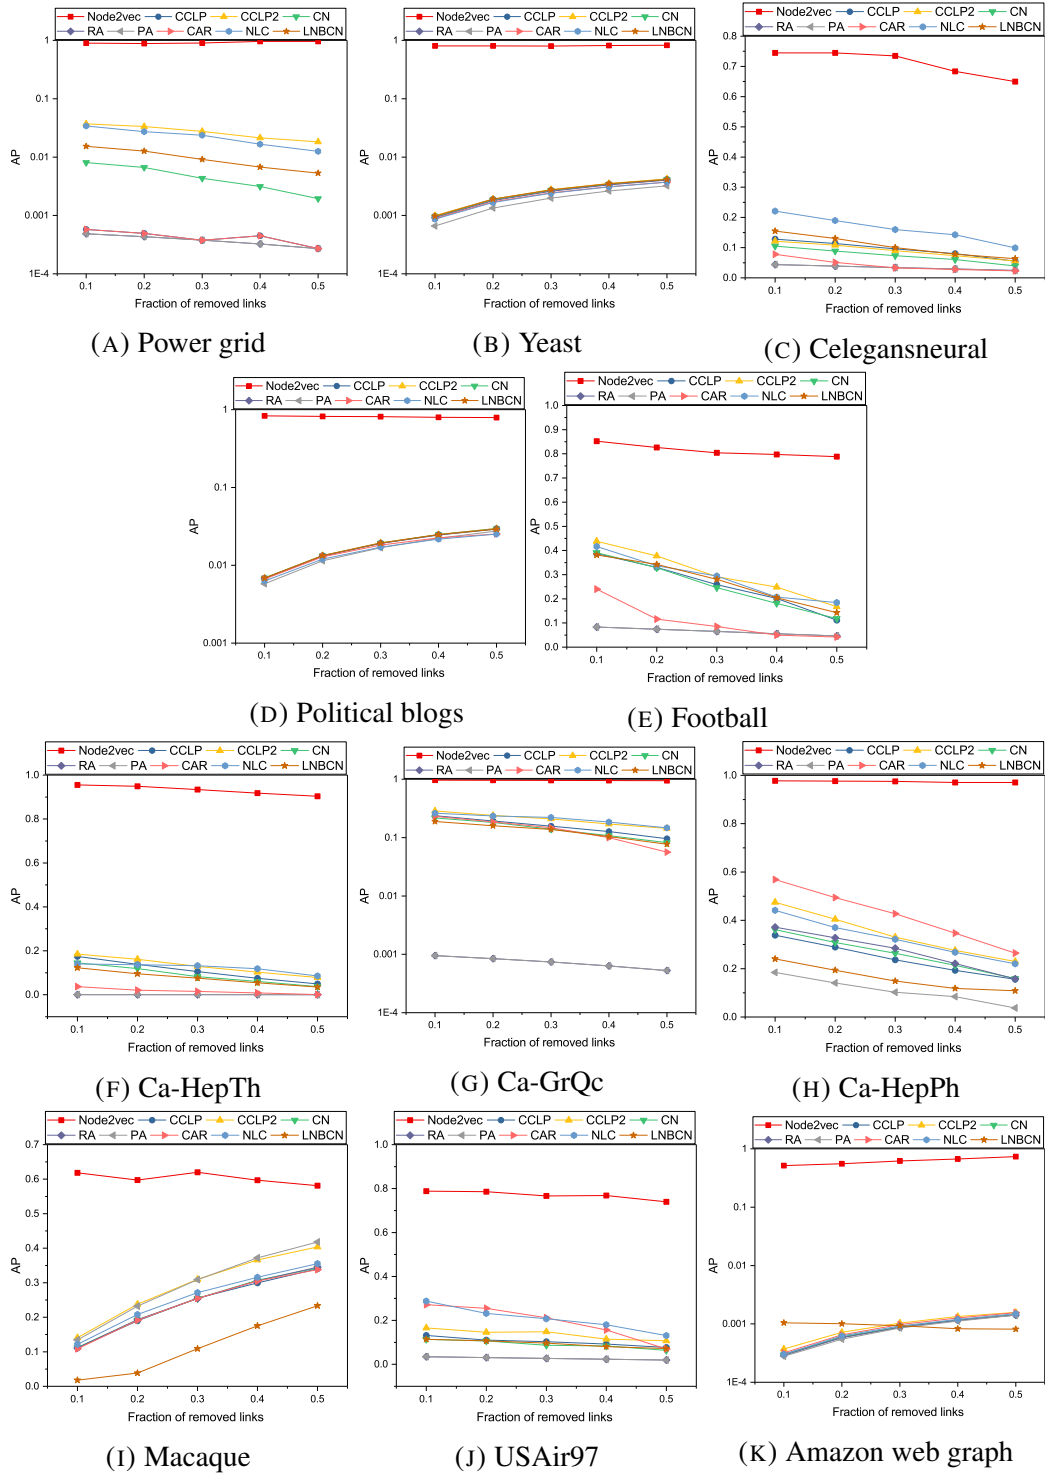 Node2vec CCLP CCLP2 CN
RA PA CAR NLC LNBCN
1
0.1
0.01
0.001
1E-4
AP
0.1 0.2 0.3 0.4 0.5
Fraction of removed links
(A) Power grid
Node2vec CCLP CCLP2 CN
RA PA CAR NLC LNBCN
1
0.1
0.01
0.001
1E-4
AP
0.1 0.2 0.3 0.4 0.5
Fraction of removed links
(B) Yeast
Node2vec CCLP CCLP2 CN
RA PA CAR NLC LNBCN
0.8
0.7
0.6
0.5
0.4
0.3
0.2
0.1
0.0
AP
0.1 0.2 0.3 0.4 0.5
Fraction of removed links
(C) Celegansneural
Node2vec CCLP CCLP2 CN
RA PA CAR NLC LNBCN
1
0.01
0.001
AP
0.1 0.2 0.3 0.4 0.5
Fraction of removed links
(D) Political blogs
Node2vec CCLP CCLP2 CN
RA PA CAR NLC LNBCN
1.0
0.9
0.8
0.7
0.6
0.5
0.4
0.3
0.2
0.1
0.0
AP
0.1 0.2 0.3 0.4 0.5
Fraction of removed links
(E) Football
Node2vec CCLP CCLP2 CN
RA PA CAR NLC LNBCN
1.0
0.8
0.6
0.4
0.2
0.0
AP
0.1 0.2 0.3 0.4 0.5
Fraction of removed links
(F) Ca-HepTh
Node2vec CCLP CCLP2 CN
RA PA CAR NLC LNBCN
1
0.1
0.01
0.001
1E-4
AP
0.1 0.2 0.3 0.4 0.5
Fraction of removed links
(G) Ca-GrQc
Node2vec CCLP CCLP2 CN
RA PA CAR NLC LNBCN
1.0
0.8
0.6
0.4
0.2
0.0
AP
0.1 0.2 0.3 0.4 0.5
Fraction of removed links
(H) Ca-HepPh
Node2vec CCLP CCLP2 CN
RA PA CAR NLC LNBCN
0.7
0.6
0.5
0.4
0.3
0.2
0.1
0.0
AP
0.1 0.2 0.3 0.4 0.5
Fraction of removed links
(I) Macaque
Node2vec CCLP CCLP2 CN
RA PA CAR NLC LNBCN
1.0
0.8
0.6
0.4
0.2
0.0
AP
0.1 0.2 0.3 0.4 0.5
Fraction of removed links
(J) USAir97
Node2vec CCLP CCLP2 CN
RA PA CAR NLC LNBCN
1
0.001
1E-4
AP
0.1 0.2 0.3 0.4 0.5
Fraction of removed links
(K) Amazon web graph